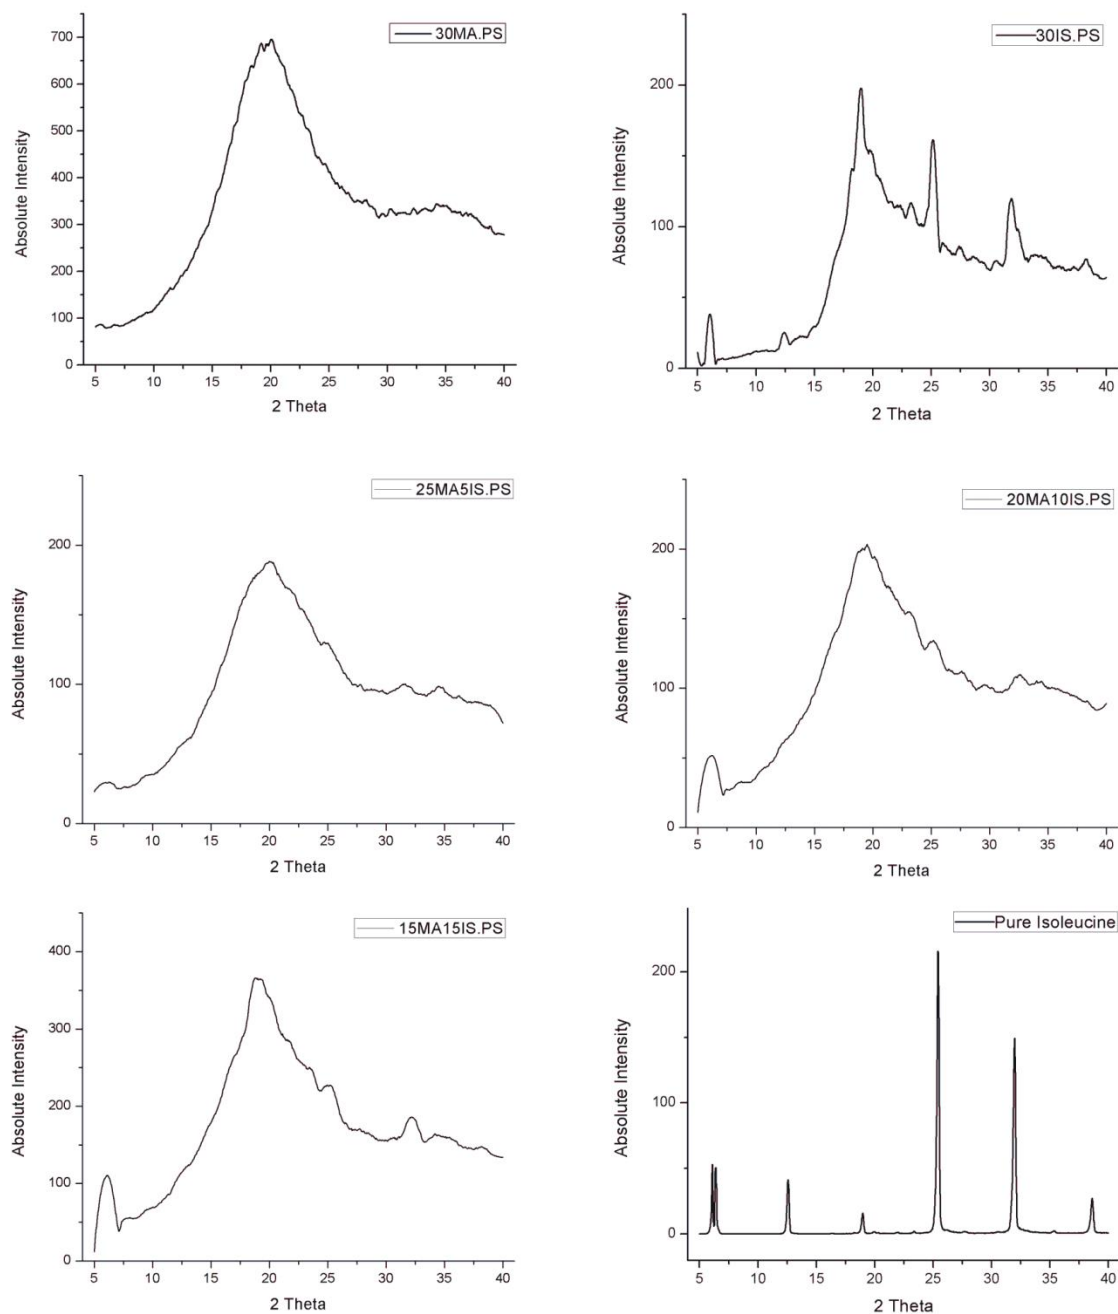 30MA.PS
Absolute Intensity
700
600
500
400
300
200
100
0
5 10 15 20 25 30 35 40
2 Theta
30IS.PS
Absolute Intensity
200
100
0
5 10 15 20 25 30 35 40
2 Theta
25MA5IS.PS
Absolute Intensity
200
100
0
5 10 15 20 25 30 35 40
2 Theta
20MA10IS.PS
Absolute Intensity
200
100
0
5 10 15 20 25 30 35 40
2 Theta
15MA15IS.PS
Absolute Intensity
400
300
200
100
0
5 10 15 20 25 30 35 40
2 Theta
Pure Isoleucine
Absolute Intensity
200
100
0
5 10 15 20 25 30 35 40
2 Theta